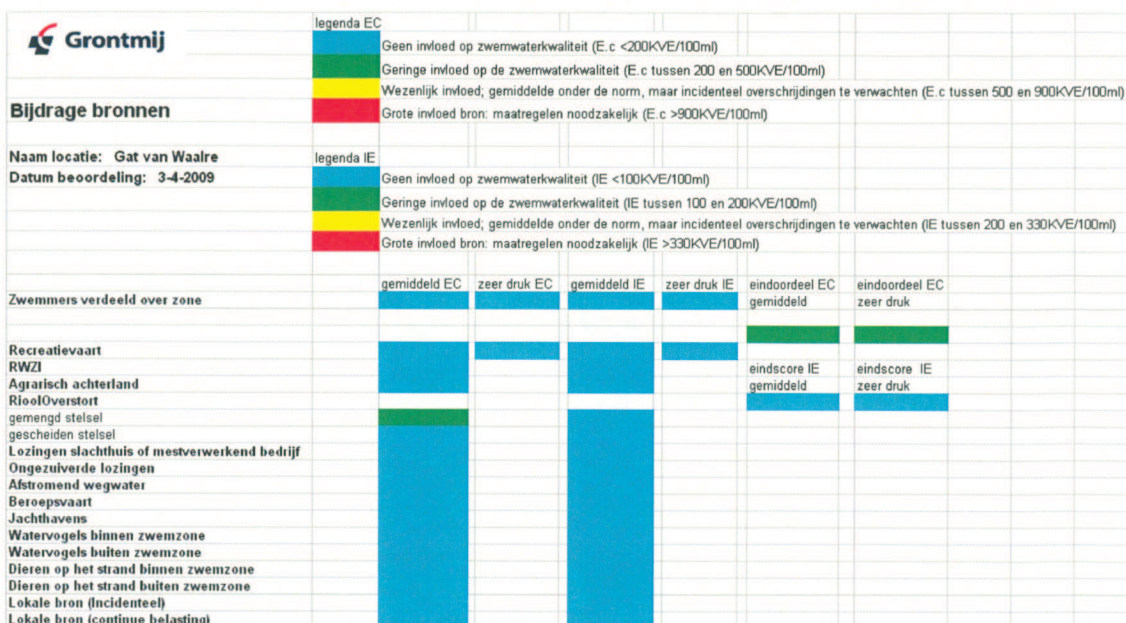 legenda EC
Grontmij
Geen invloed op zwemwaterkwaliteit (E.c <200KVE/100ml)
Geringe invloed op de zwemwaterkwaliteit (E.c tussen 200 en 500KVE/100ml)
Wezenlijk invloed; gemiddelde onder de norm, maar incidenteel overschrijdingen te verwachten (E.c tussen 500 en 900KVE/100ml)
Bijdrage bronnen
Grote invloed bron: maatregelen noodzakelijk (E.c >900KVE/100ml)
Naam locatie: Gat van Waalre
legenda IE
Datum beoordeling: 3-4-2009
Geen invloed op zwemwaterkwaliteit (IE <100KVE/100ml)
Geringe invloed op de zwemwaterkwaliteit (IE tussen 100 en 200KVE/100ml)
Wezenlijk invloed; gemiddelde onder de norm, maar incidenteel overschrijdingen te verwachten (IE tussen 200 en 330KVE/100ml)
Grote invloed bron: maatregelen noodzakelijk (IE >330KVE/100ml)
gemiddeld EC zeer druk EC gemiddeld IE zeer druk IE eindoordeel EC eindoordeel EC
Zwemmers verdeeld over zone gemiddeld zeer druk
Recreatievaart
RWZI eindscore IE eindscore IE
Agrarisch achterland gemiddeld zeer druk
RioolOverstort
gemengd stelsel
gescheiden stelsel
Lozingen slachthuis of mestverwerkend bedrijf
Ongezuiverde lozingen
Afstromend wegwater
Beroepsvaart
Jachthavens
Watervogels binnen zwemzone
Watervogels buiten zwemzone
Dieren op het strand binnen zwemzone
Dieren op het strand buiten zwemzone
Lokale bron (Incidenteel)
Lokale bron (continue belasting)